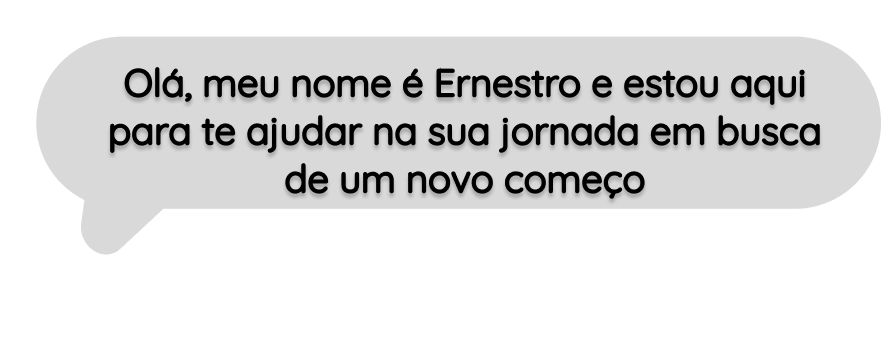 Olá, meu nome é Ernestro e estou aqui
para te ajudar na sua jornada em busca
de um novo começo